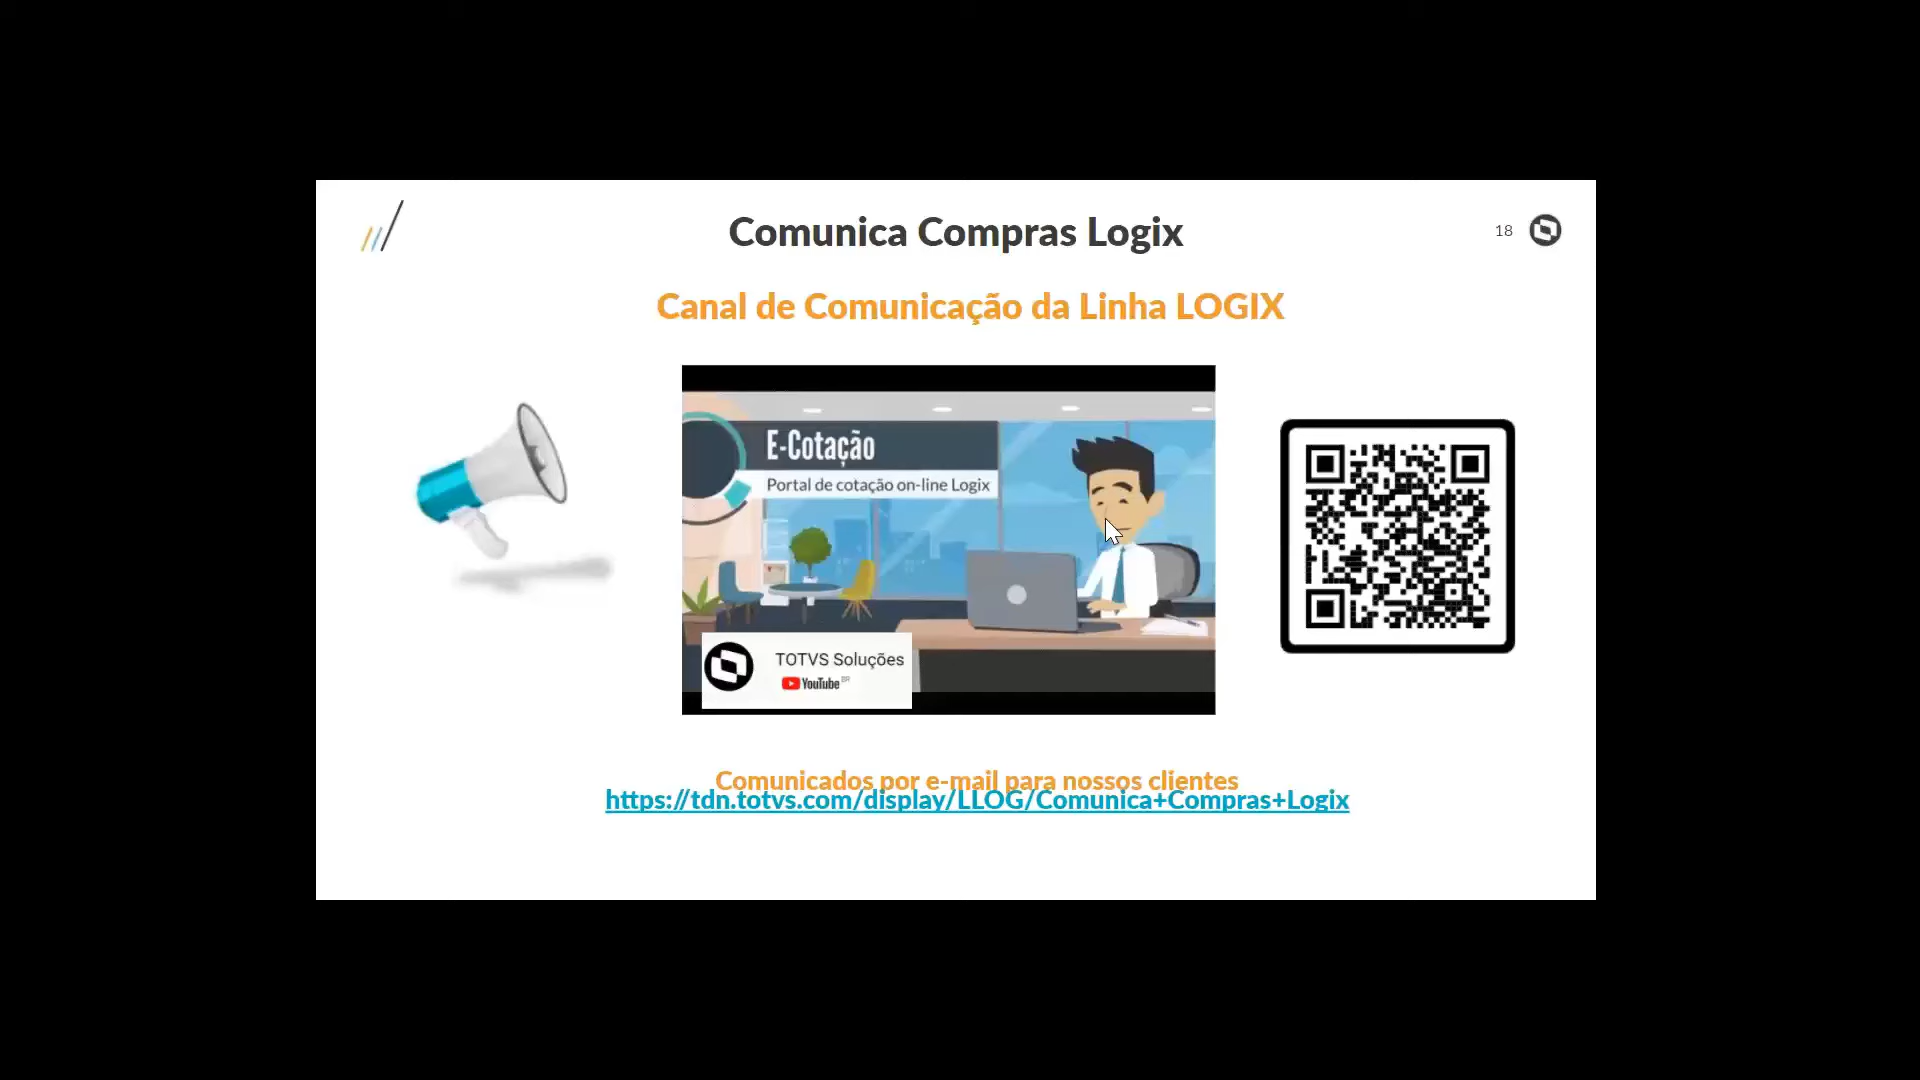 Comunica Compras Logix
18
Canal de Comunicação da Linha LOGIX
E-Cotação
Portal de cotação on-line Logix
TOTVS Soluções
YouTube BR
Comunicados por e-mail para nossos clientes
https://tdn.totvs.com/display/LLOG/Comunica+Compras+Logix